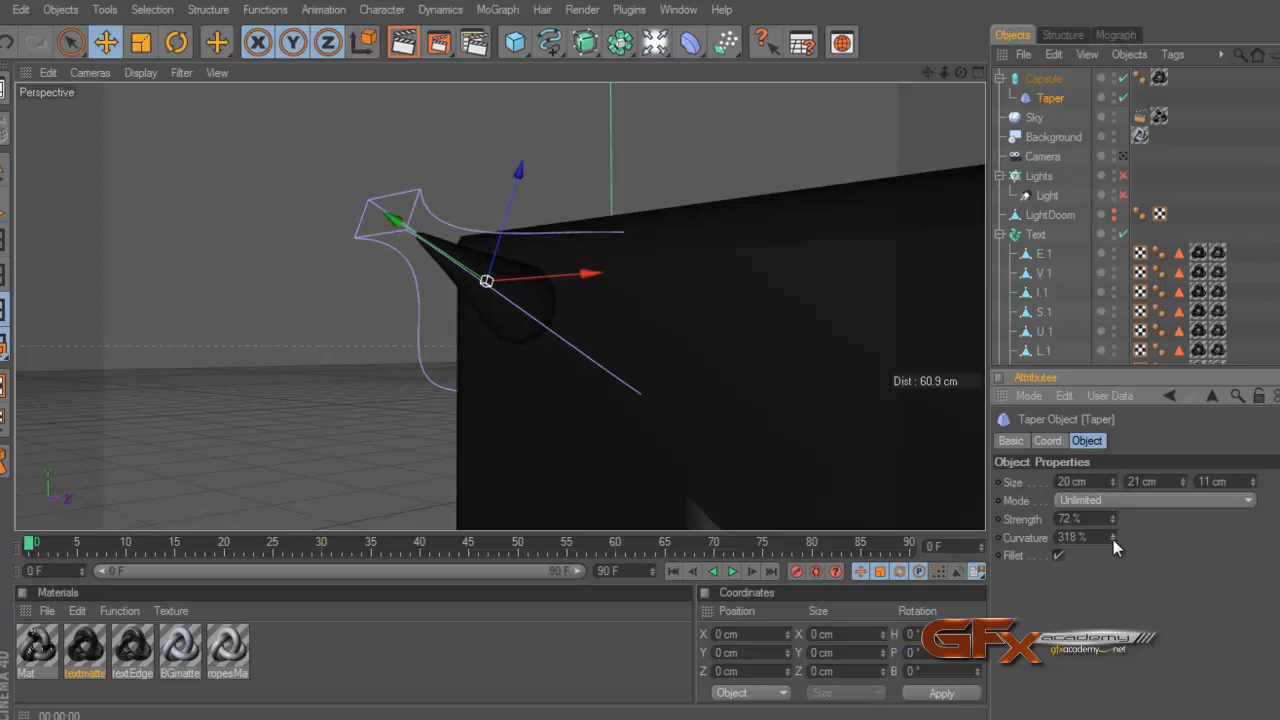 Edit Objects Tools Selection Structure Functions Animation Character Dynamics MoGraph Hair Render Plugins Window Help
Objects Structure Mograph
File Edit View Objects Tags
Edit Cameras Display Filter View
Perspective
Capsule
Taper
Sky
Background
Camera
Lights
Light
LightDoom
Text
E.1
V.1
I.1
S.1
U.1
L.1
Dist : 60.9 cm
Attributes
Mode Edit User Data
Taper Object [Taper]
Basic Coord. Object
Object Properties
Size 20 cm 21 cm 11 cm
Mode Unlimited
Strength 72 %
Curvature 318 %
Fillet
0 5 10 15 20 25 30 35 40 45 50 55 60 65 70 75 80 85 90 0 F
0 F 0 F 90 F 90 F
Materials
File Edit Function Texture
Mat textmatte textEdge BGmatte ropesMa
Coordinates
Position Size Rotation
X 0 cm X 0 cm H 0 °
Y 0 cm Y 0 cm P 0 °
Z 0 cm Z 0 cm B 0 °
Object Size Apply
GFx academy
gfxacademy.net
CINEMA 4D
00:00:00